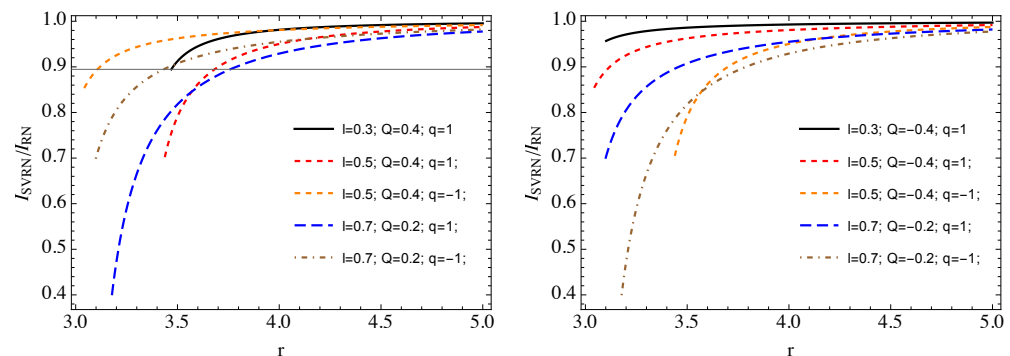 I_SVRN/I_RN
1.0
0.9
0.8
0.7
0.6
0.5
0.4
l=0.3; Q=0.4; q=1
l=0.5; Q=0.4; q=1;
l=0.5; Q=0.4; q=-1;
l=0.7; Q=0.2; q=1;
l=0.7; Q=0.2; q=-1;
3.0 3.5 4.0 4.5 5.0
r
I_SVRN/I_RN
1.0
0.9
0.8
0.7
0.6
0.5
0.4
l=0.3; Q=-0.4; q=1
l=0.5; Q=-0.4; q=1;
l=0.5; Q=-0.4; q=-1;
l=0.7; Q=-0.2; q=1;
l=0.7; Q=-0.2; q=-1;
3.0 3.5 4.0 4.5 5.0
r